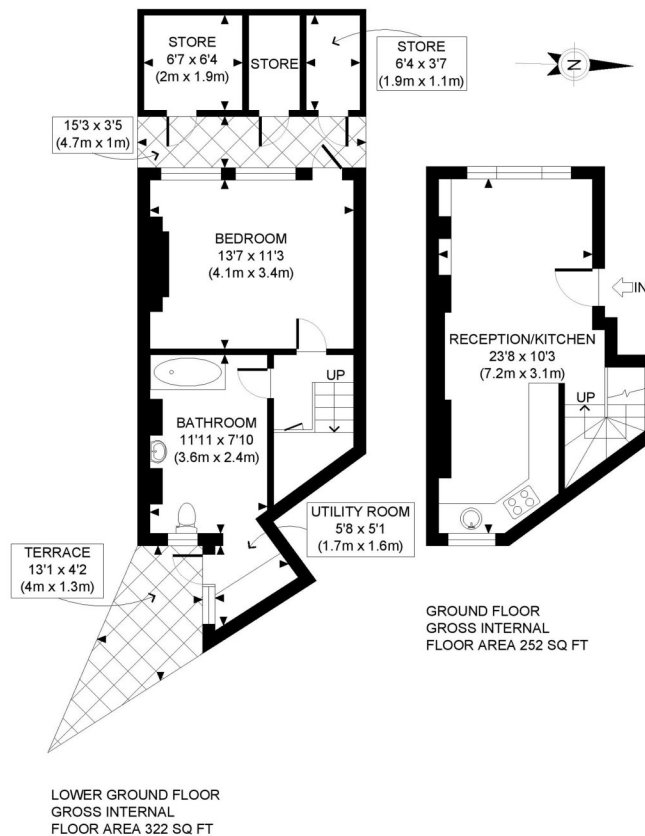 STORE
6'7 x 6'4
(2m x 1.9m)
STORE
STORE
6'4 x 3'7
(1.9m x 1.1m)
N
15'3 x 3'5
(4.7m x 1m)
BEDROOM
13'7 x 11'3
(4.1m x 3.4m)
UP
BATHROOM
11'11 x 7'10
(3.6m x 2.4m)
UTILITY ROOM
5'8 x 5'1
(1.7m x 1.6m)
TERRACE
13'1 x 4'2
(4m x 1.3m)
LOWER GROUND FLOOR
GROSS INTERNAL
FLOOR AREA 322 SQ FT
IN
RECEPTION/KITCHEN
23'8 x 10'3
(7.2m x 3.1m)
UP
GROUND FLOOR
GROSS INTERNAL
FLOOR AREA 252 SQ FT